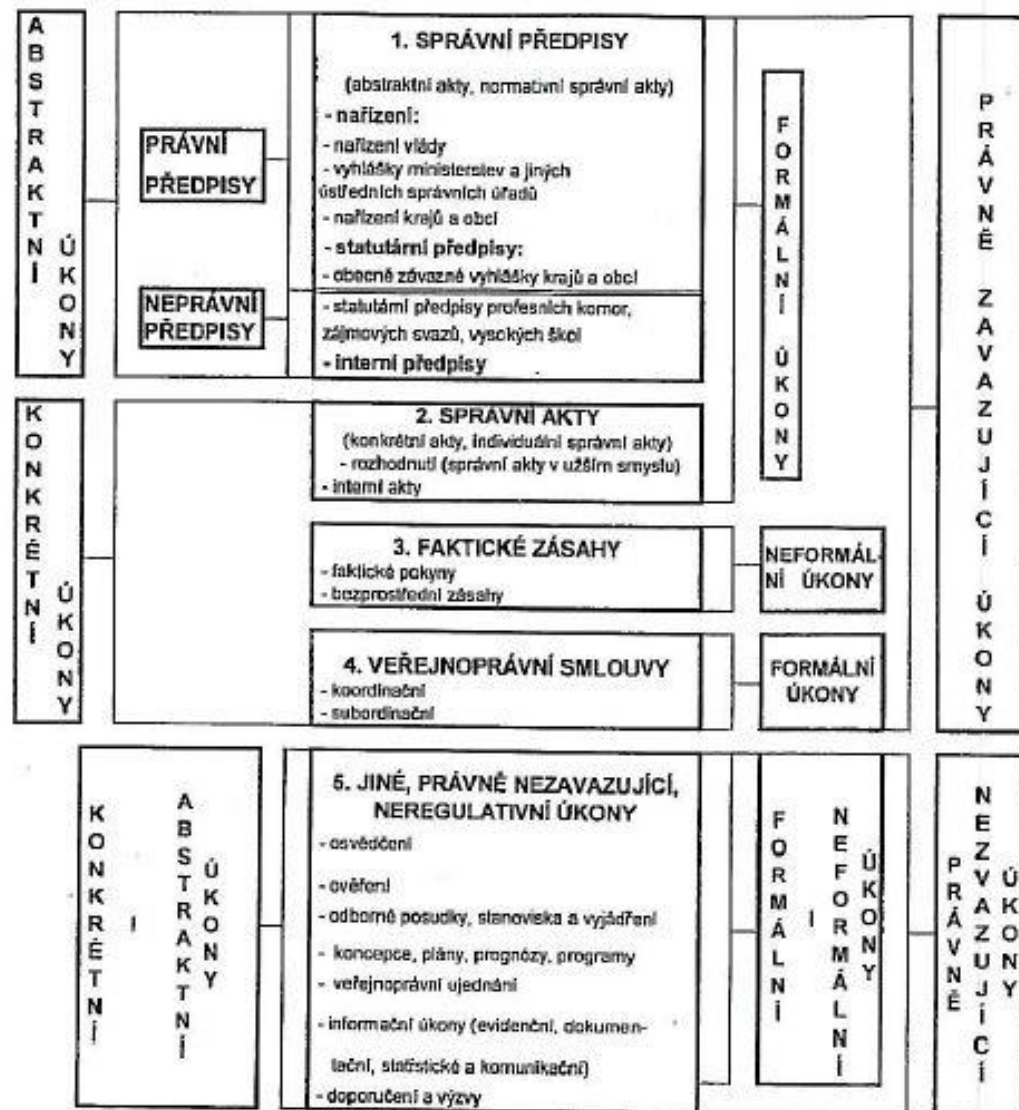 ABSTRAKTNÍ ÚKONY
PRÁVNÍ
PŘEDPISY
NEPRÁVNÍ
PŘEDPISY
1. SPRÁVNÍ PŘEDPISY
(abstraktní akty, normativní správní akty)
- nařízení:
- nařízení vlády
- vyhlášky ministerstev a jiných
ústředních správních úřadů
- nařízení krajů a obcí
- statutární předpisy:
- obecně závazné vyhlášky krajů a obcí
- statutární předpisy profesních komor,
zájmových svazů, vysokých škol
- interní předpisy
FORMÁLNÍ ÚKONY
PRÁVNĚ ZAVAZUJÍCÍ ÚKONY
KONKRÉTNÍ ÚKONY
2. SPRÁVNÍ AKTY
(konkrétní akty, individuální správní akty)
- rozhodnutí (správní akty v užším smyslu)
- interní akty
3. FAKTICKÉ ZÁSAHY
- faktické pokyny
- bezprostřední zásahy
NEFORMÁL-
NÍ ÚKONY
4. VEŘEJNOPRÁVNÍ SMLOUVY
- koordinační
- subordinační
FORMÁLNÍ
ÚKONY
KONKRÉTNÍ
I
ABSTRAKTNÍ
ÚKONY
5. JINÉ, PRÁVNĚ NEZAVAZUJÍCÍ,
NEREGULATIVNÍ ÚKONY
- osvědčení
- ověření
- odborné posudky, stanoviska a vyjádření
- koncepce, plány, prognózy, programy
- veřejnoprávní ujednání
- informační úkony (evidenční, dokumen-
tační, statistické a komunikační)
- doporučení a výzvy
FORMÁLNÍ
I
NEFORMÁLNÍ
ÚKONY
PRÁVNĚ
NEZVAZUJÍCÍ
ÚKONY